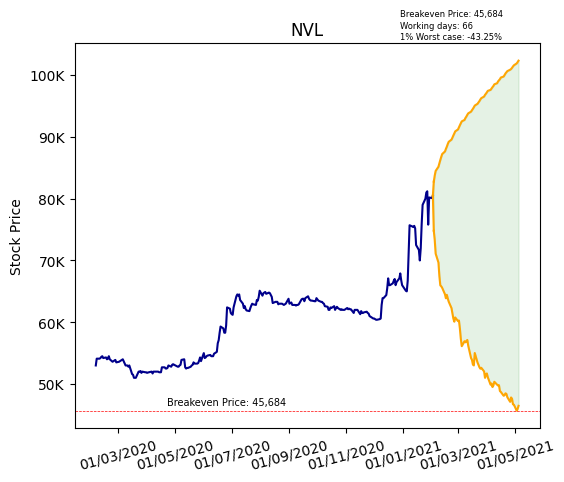 Breakeven Price: 45,684
Working days: 66
1% Worst case: -43.25%
NVL
Stock Price
100K
90K
80K
70K
60K
50K
Breakeven Price: 45,684
01/03/2020
01/05/2020
01/07/2020
01/09/2020
01/11/2020
01/01/2021
01/03/2021
01/05/2021